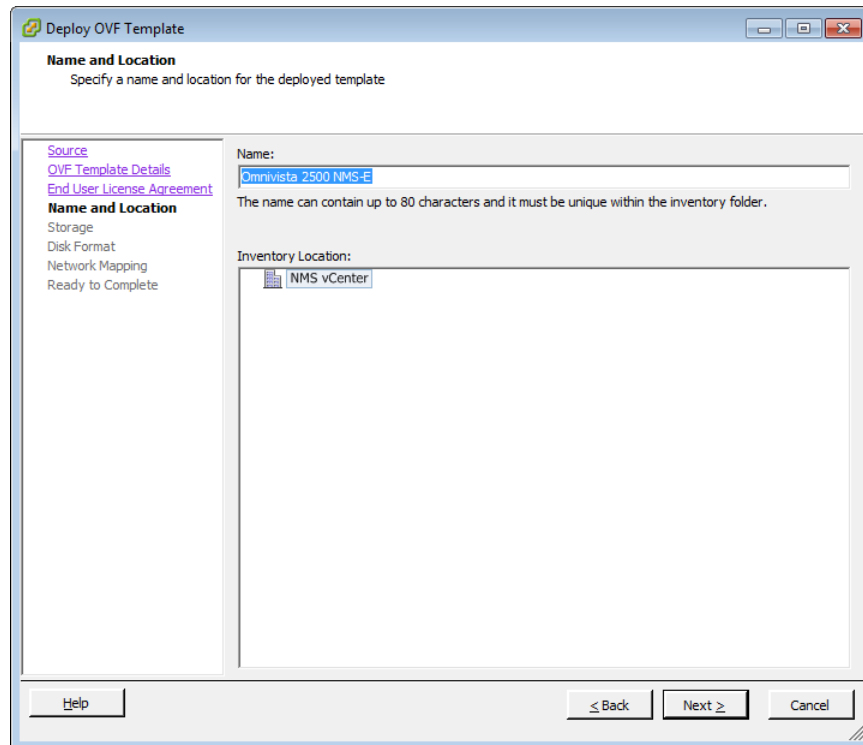 Deploy OVF Template
Name and Location
Specify a name and location for the deployed template
Source
OVF Template Details
End User License Agreement
Name and Location
Storage
Disk Format
Network Mapping
Ready to Complete
Name:
Omnivista 2500 NMS-E
The name can contain up to 80 characters and it must be unique within the inventory folder.
Inventory Location:
NMS vCenter
Help
< Back
Next >
Cancel